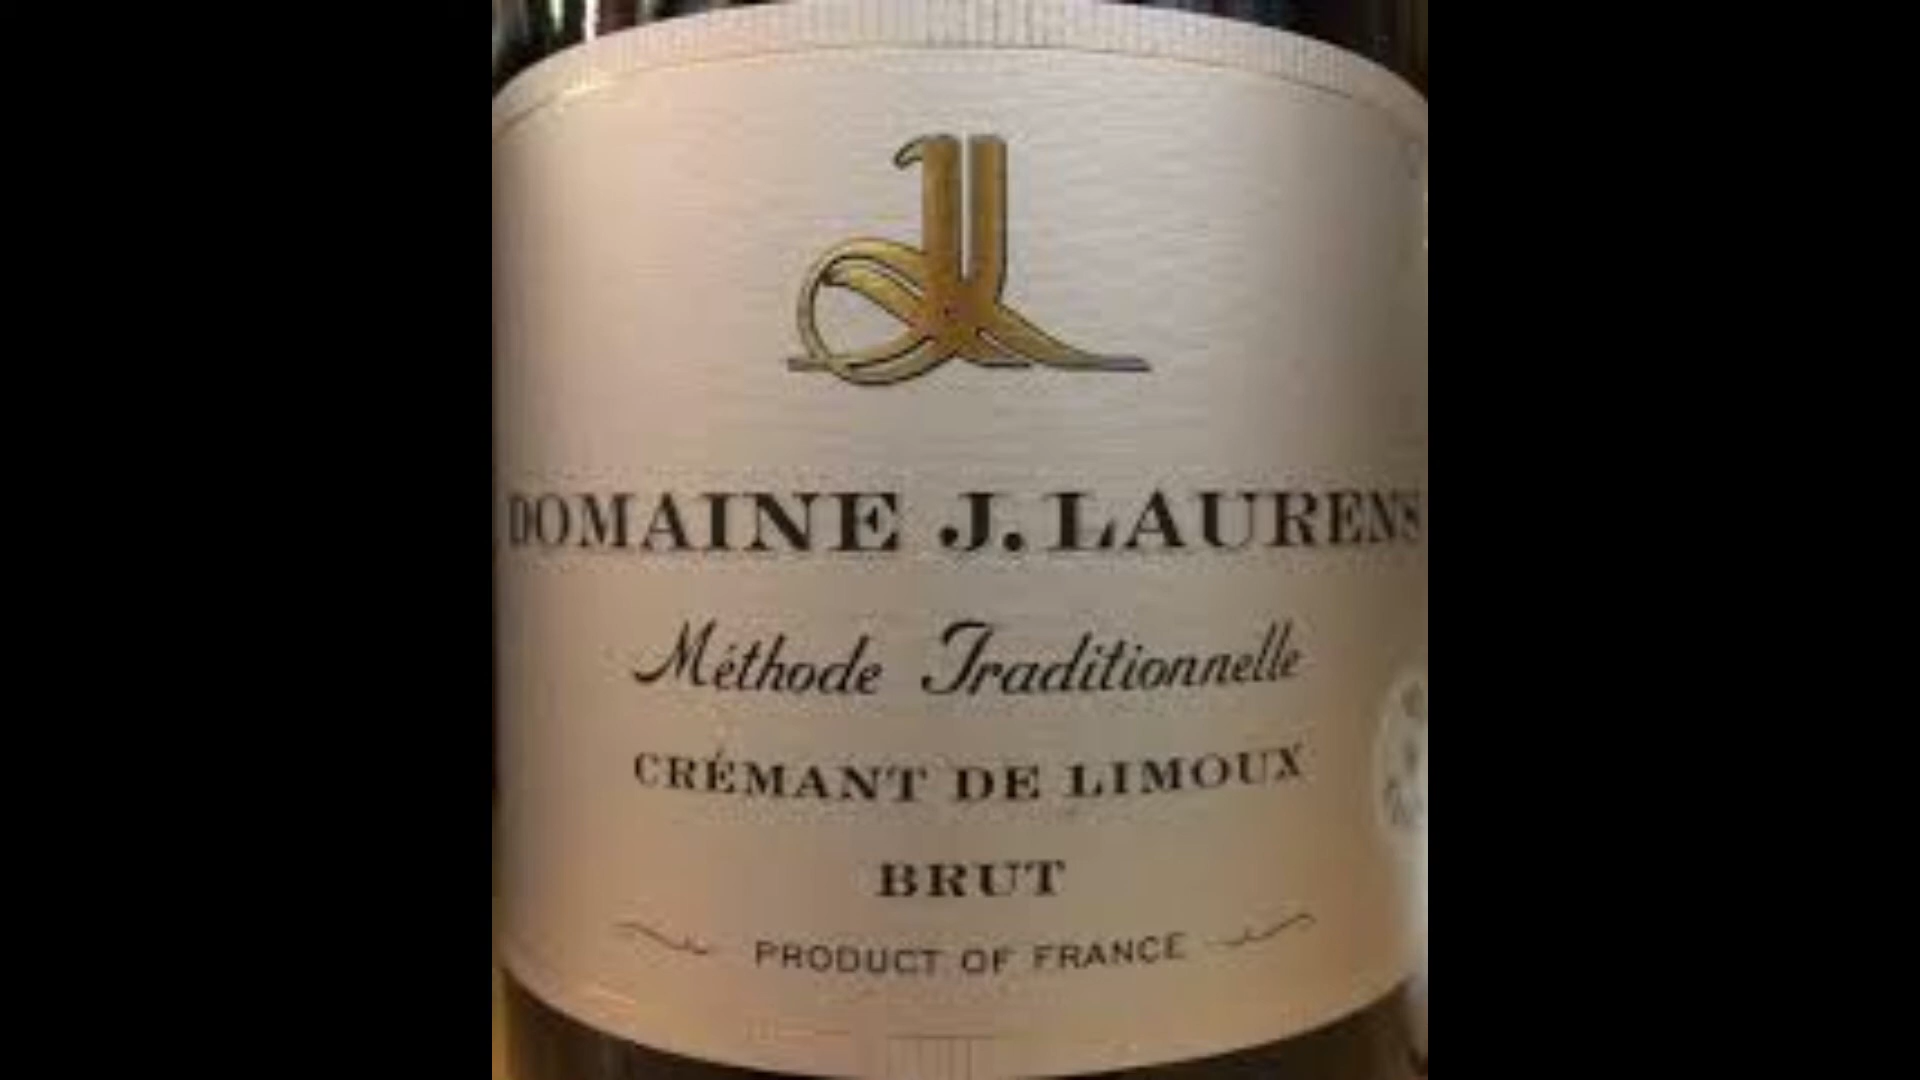 DOMAINE J. LAURENS
Méthode Traditionnelle
CRÉMANT DE LIMOUX
BRUT
PRODUCT OF FRANCE